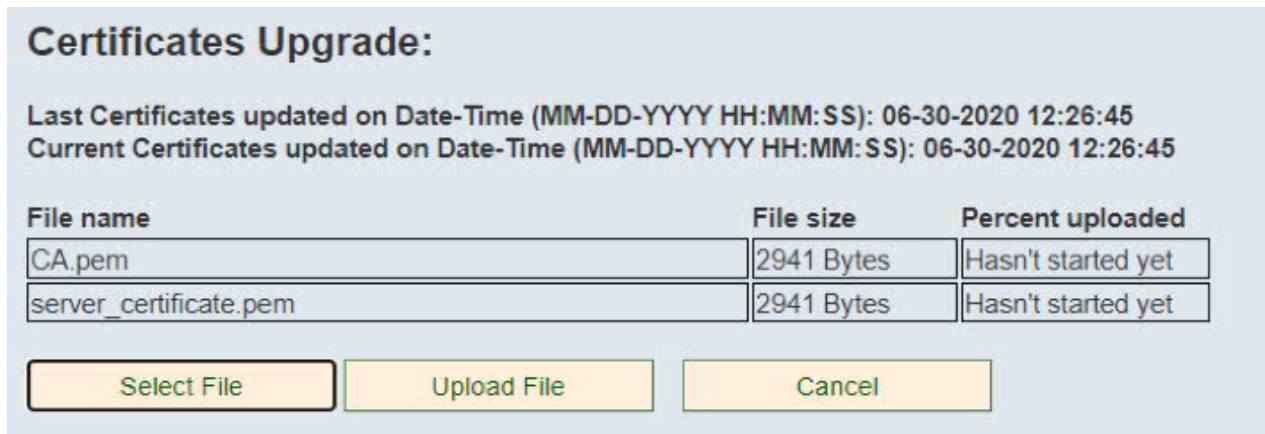 Certificates Upgrade:
Last Certificates updated on Date-Time (MM-DD-YYYY HH:MM:SS): 06-30-2020 12:26:45
Current Certificates updated on Date-Time (MM-DD-YYYY HH:MM:SS): 06-30-2020 12:26:45
File name File size Percent uploaded
CA.pem 2941 Bytes Hasn't started yet
server_certificate.pem 2941 Bytes Hasn't started yet
Select File Upload File Cancel